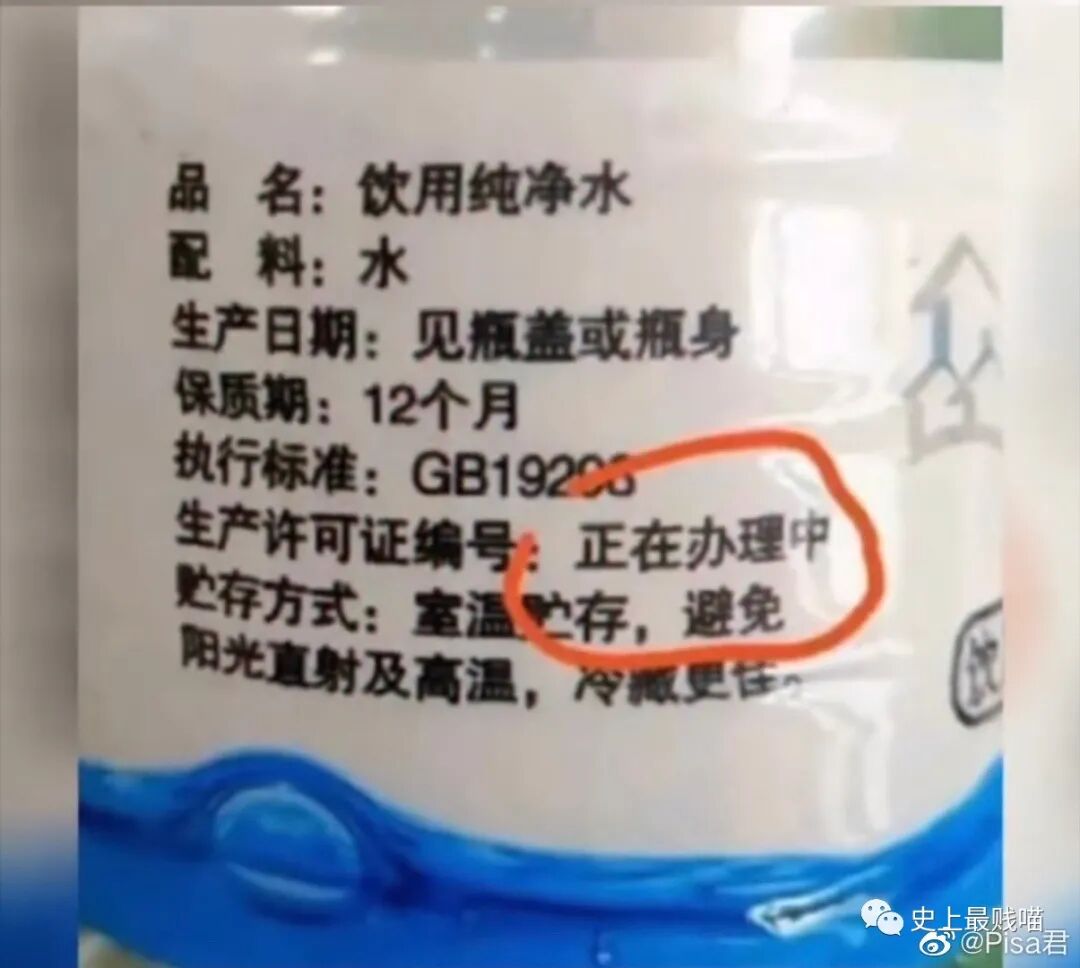 品 名：饮用纯净水
配 料：水
生产日期：见瓶盖或瓶身
保质期：12个月
执行标准：GB19298
生产许可证编号：正在办理中
贮存方式：室温贮存，避免
阳光直射及高温，冷藏更佳。
饮
史上最贱喵
@Pisa君